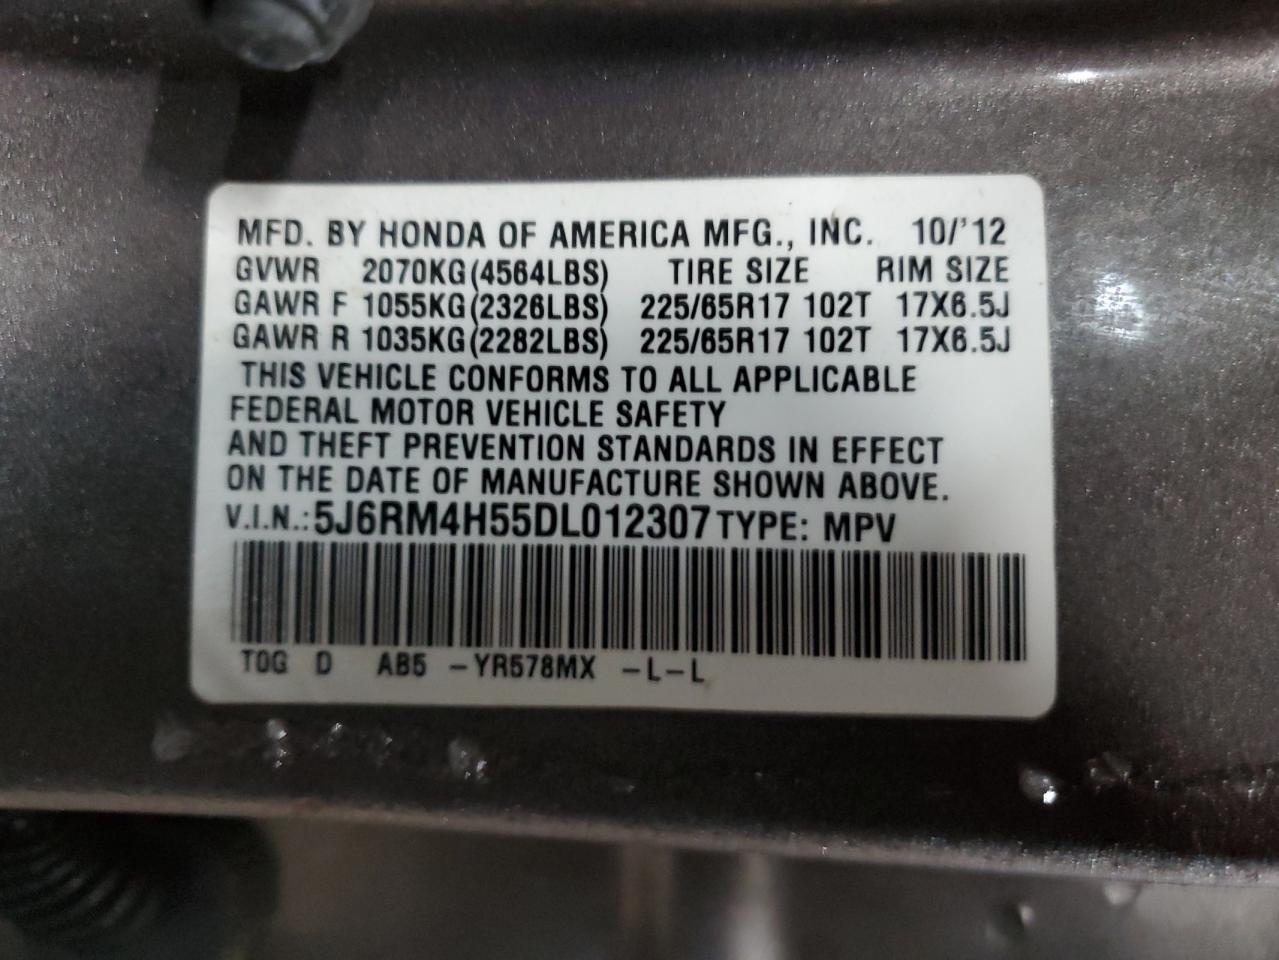 MFD. BY HONDA OF AMERICA MFG., INC. 10/'12
GVWR 2070KG(4564LBS) TIRE SIZE RIM SIZE
GAWR F 1055KG(2326LBS) 225/65R17 102T 17X6.5J
GAWR R 1035KG(2282LBS) 225/65R17 102T 17X6.5J
THIS VEHICLE CONFORMS TO ALL APPLICABLE
FEDERAL MOTOR VEHICLE SAFETY
AND THEFT PREVENTION STANDARDS IN EFFECT
ON THE DATE OF MANUFACTURE SHOWN ABOVE.
V.I.N.:5J6RM4H55DL012307 TYPE: MPV
T0G D AB5 -YR578MX -L-L